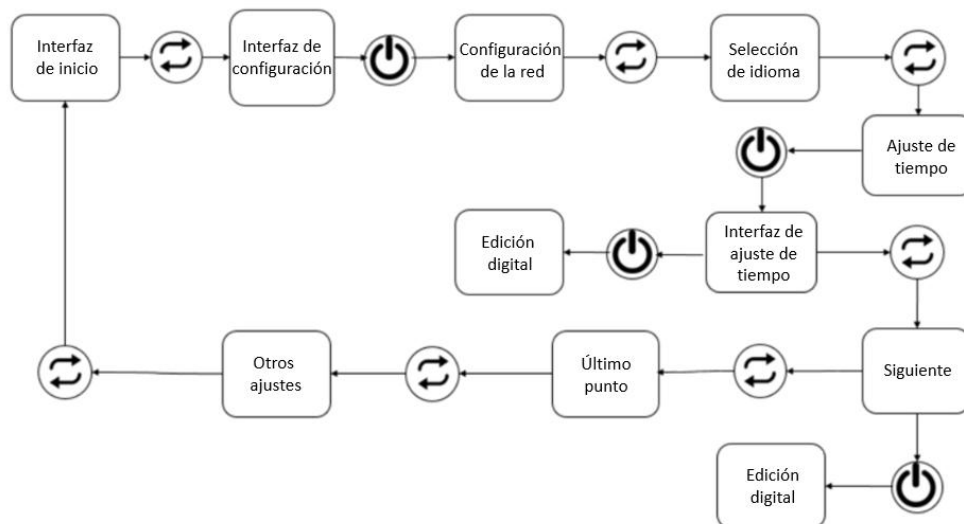 Interfaz
de inicio
Interfaz de
configuración
Configuración
de la red
Selección
de idioma
Ajuste de
tiempo
Interfaz de
ajuste de
tiempo
Edición
digital
Siguiente
Último
punto
Otros
ajustes
Edición
digital